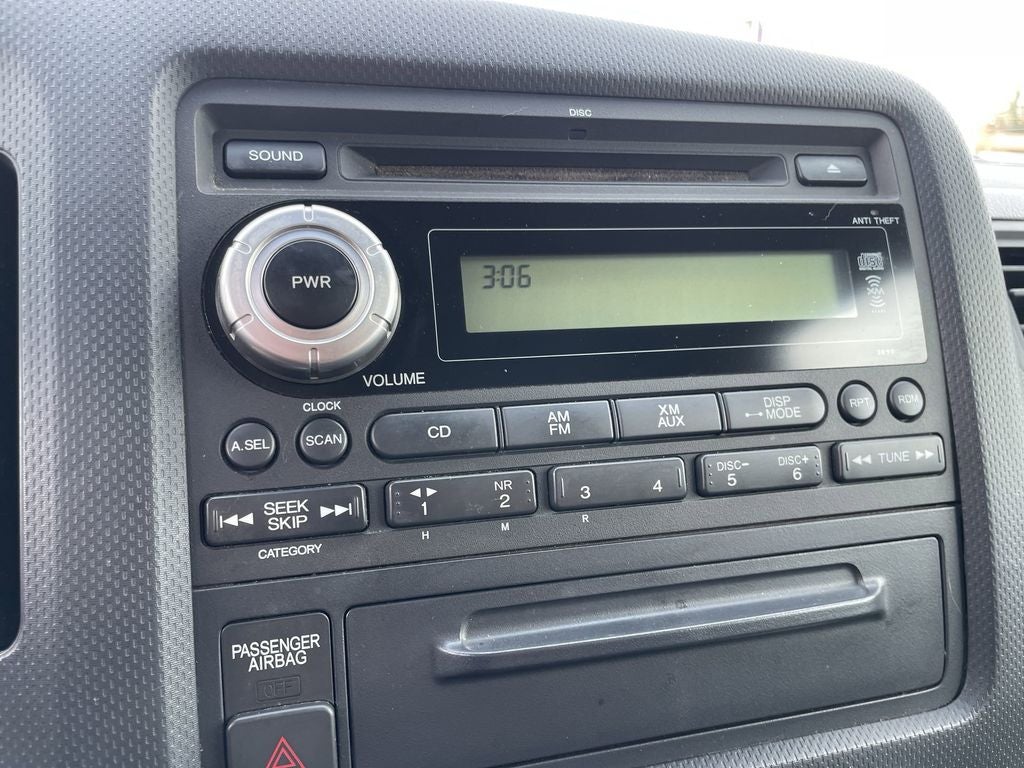 DISC
SOUND
ANTI THEFT
PWR
3:06
disc
VOLUME
CLOCK
A.SEL
SCAN
CD
AM
FM
XM
AUX
DISP
MODE
RPT
RDM
SEEK
SKIP
CATEGORY
1
NR
2
H
M
3
4
R
DISC-
5
DISC+
6
TUNE
PASSENGER
AIRBAG
OFF